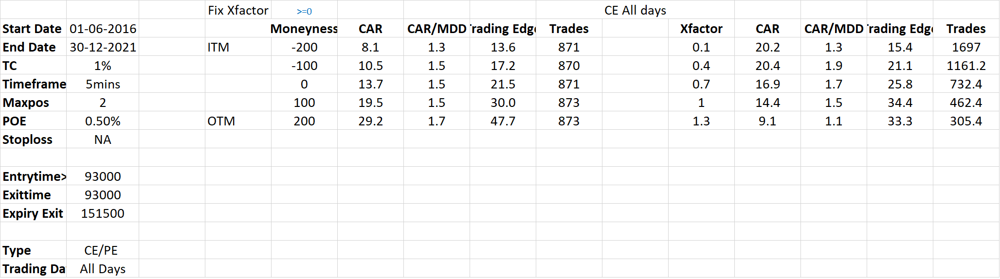 Fix Xfactor >=0 CE All days
Start Date 01-06-2016 Moneyness CAR CAR/MDD Trading Edge Trades Xfactor CAR CAR/MDD Trading Edge Trades
End Date 30-12-2021 ITM -200 8.1 1.3 13.6 871 0.1 20.2 1.3 15.4 1697
TC 1% -100 10.5 1.5 17.2 870 0.4 20.4 1.9 21.1 1161.2
Timeframe 5mins 0 13.7 1.5 21.5 871 0.7 16.9 1.7 25.8 732.4
Maxpos 2 100 19.5 1.5 30.0 873 1 14.4 1.5 34.4 462.4
POE 0.50% OTM 200 29.2 1.7 47.7 873 1.3 9.1 1.1 33.3 305.4
Stoploss NA
Entrytime> 93000
Exittime 93000
Expiry Exit 151500
Type CE/PE
Trading Da All Days